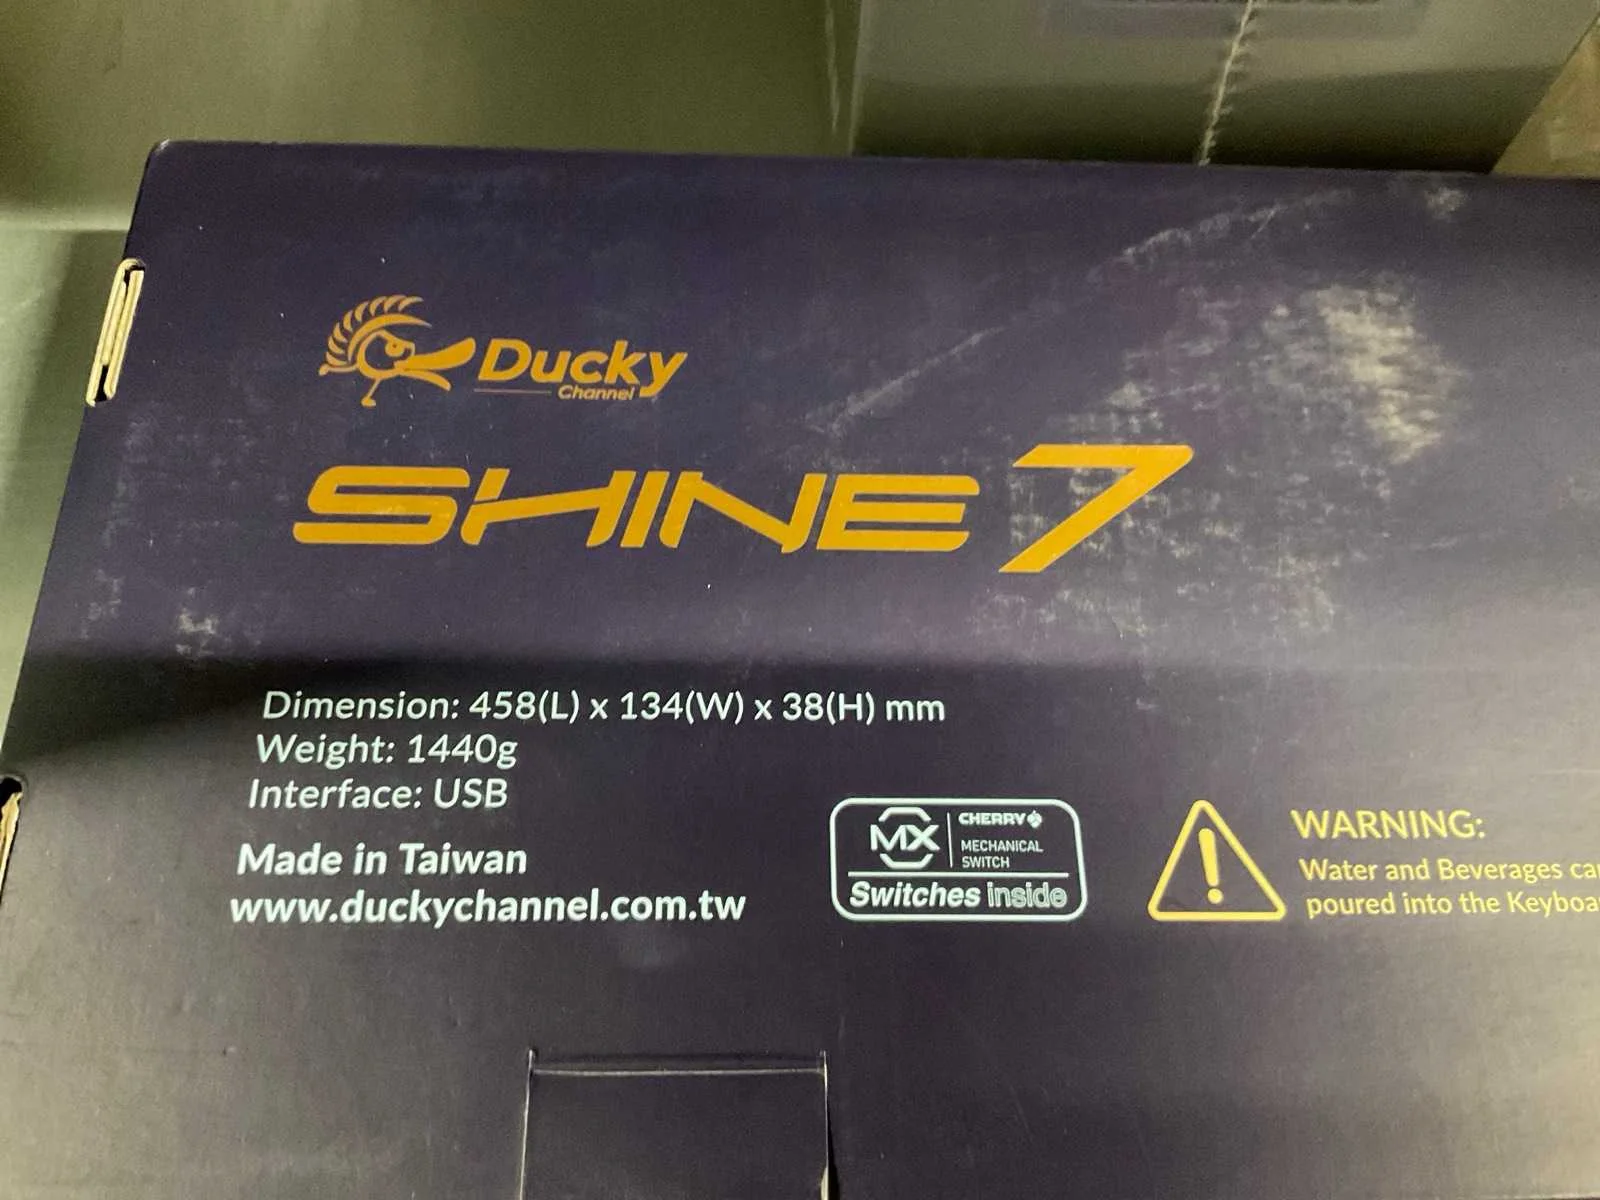 Ducky
Channel
SHINE 7
Dimension: 458(L) x 134(W) x 38(H) mm
Weight: 1440g
Interface: USB
Made in Taiwan
www.duckychannel.com.tw
MX
CHERRY
MECHANICAL
SWITCH
Switches inside
WARNING:
Water and Beverages
poured into the